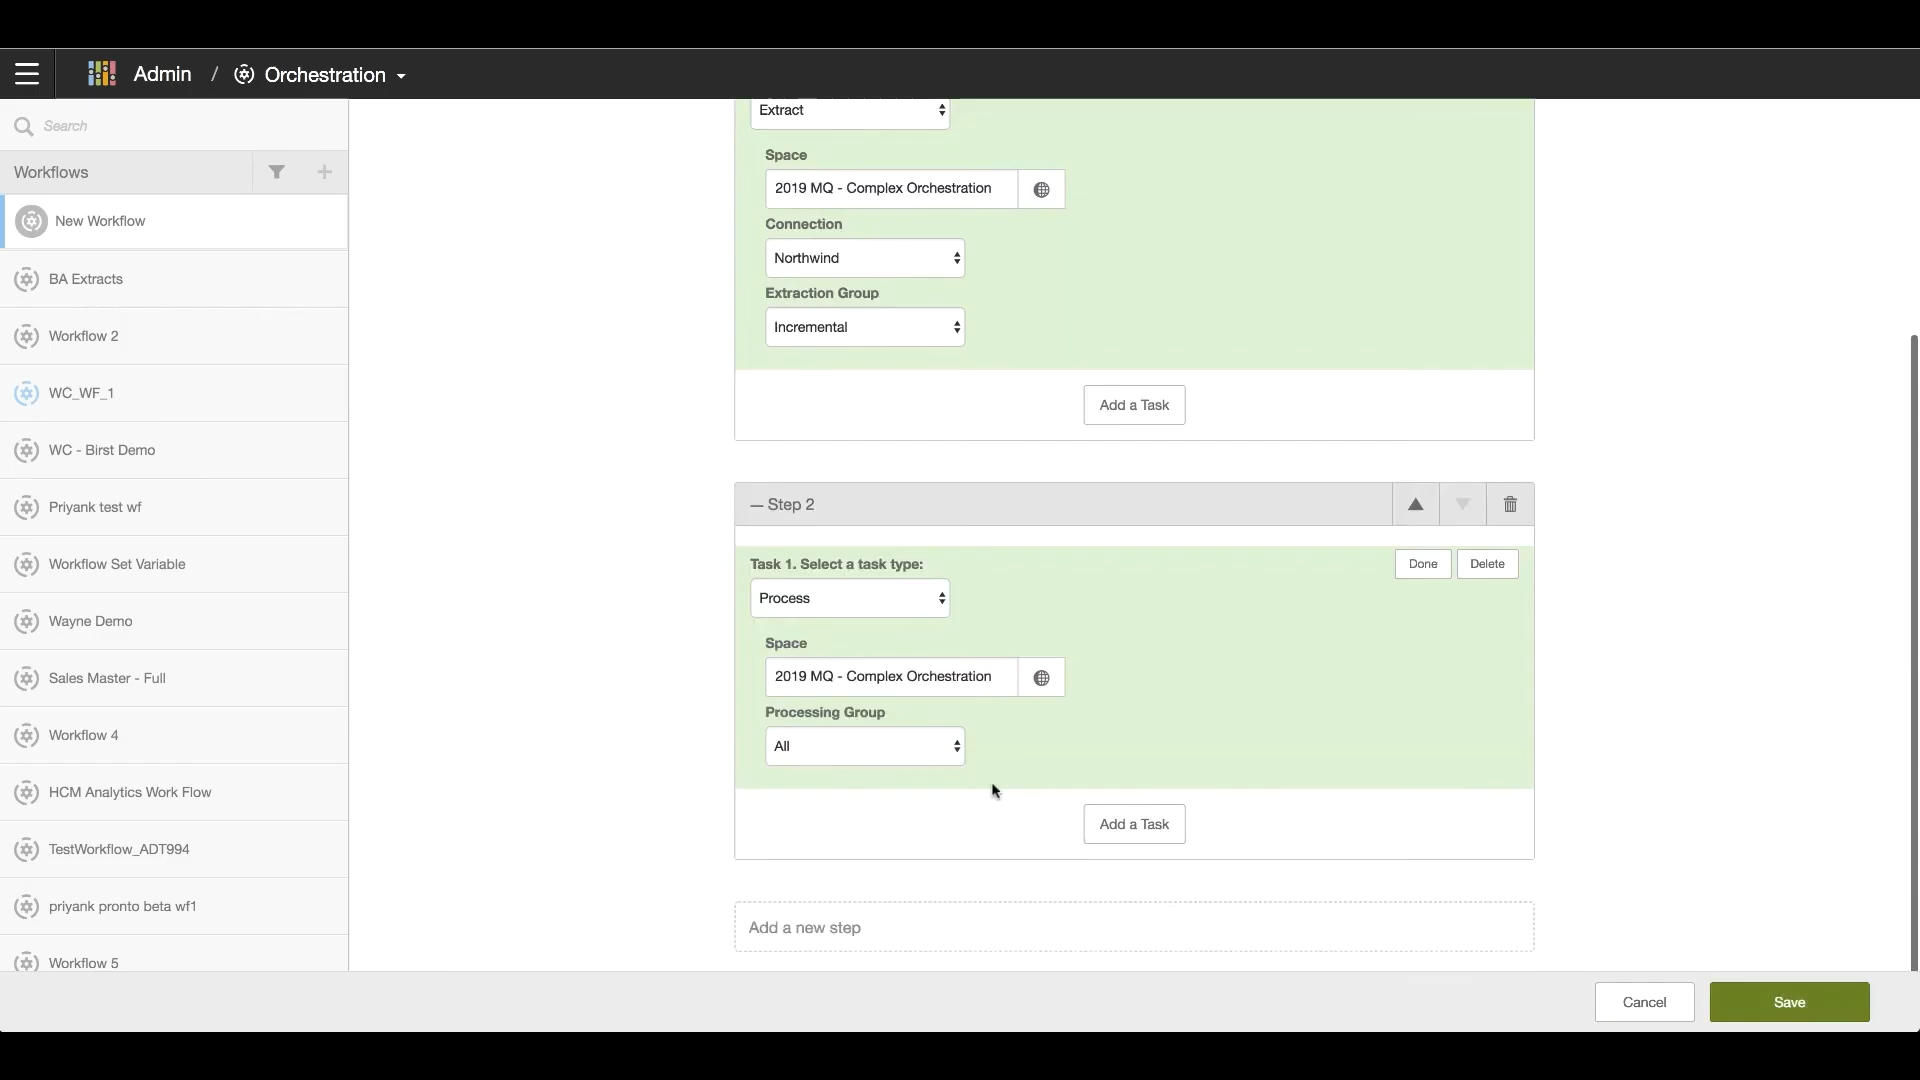 Admin / Orchestration
Search
Workflows
New Workflow
BA Extracts
Workflow 2
WC_WF_1
WC - Birst Demo
Priyank test wf
Workflow Set Variable
Wayne Demo
Sales Master - Full
Workflow 4
HCM Analytics Work Flow
TestWorkflow_ADT994
priyank pronto beta wf1
Workflow 5
Extract
Space
2019 MQ - Complex Orchestration
Connection
Northwind
Extraction Group
Incremental
Add a Task
— Step 2
Task 1. Select a task type:
Done Delete
Process
Space
2019 MQ - Complex Orchestration
Processing Group
All
Add a Task
Add a new step
Cancel Save